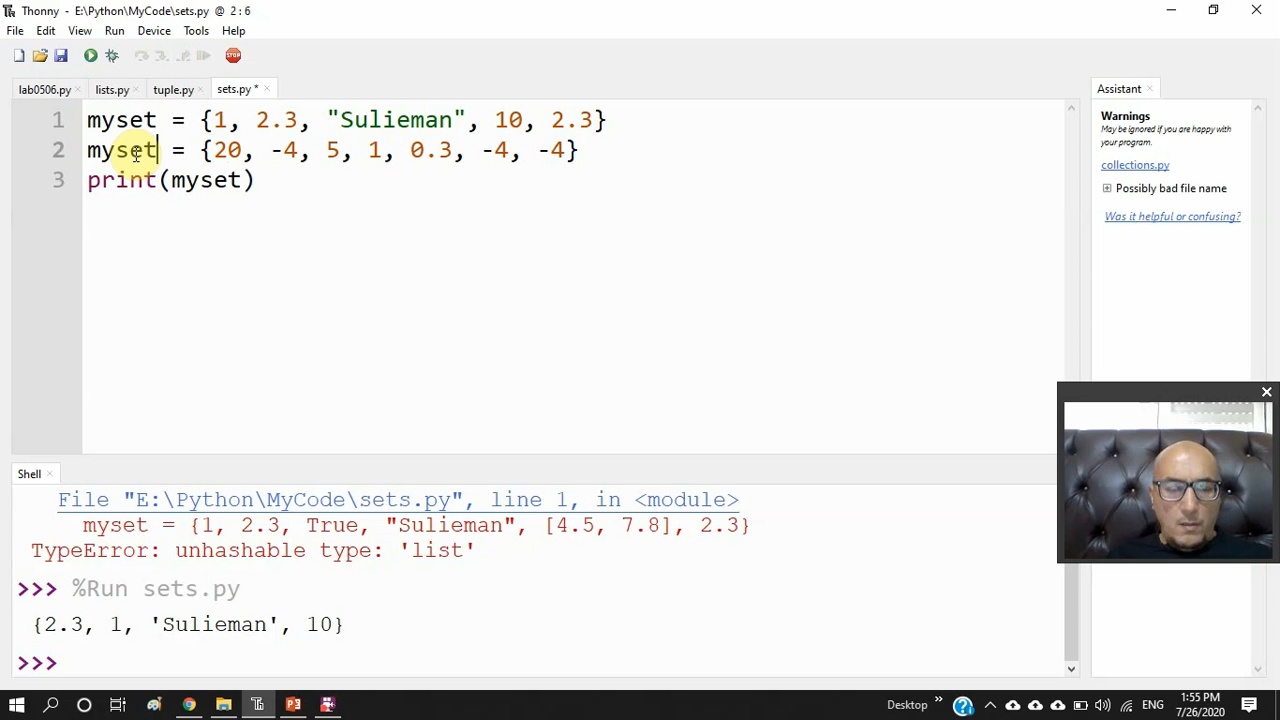 Thonny - E:\Python\MyCode\sets.py @ 2:6
File Edit View Run Device Tools Help
STOP
lab0506.py × lists.py × tuple.py × sets.py * ×
1 myset = {1, 2.3, "Sulieman", 10, 2.3}
2 myset = {20, -4, 5, 1, 0.3, -4, -4}
3 print(myset)
Assistant ×
Warnings
May be ignored if you are happy with
your program.
collections.py
Possibly bad file name
Was it helpful or confusing?
Shell ×
File "E:\Python\MyCode\sets.py", line 1, in <module>
myset = {1, 2.3, True, "Sulieman", [4.5, 7.8], 2.3}
TypeError: unhashable type: 'list'
>>> %Run sets.py
{2.3, 1, 'Sulieman', 10}
>>>
Desktop » ENG 1:55 PM
7/26/2020